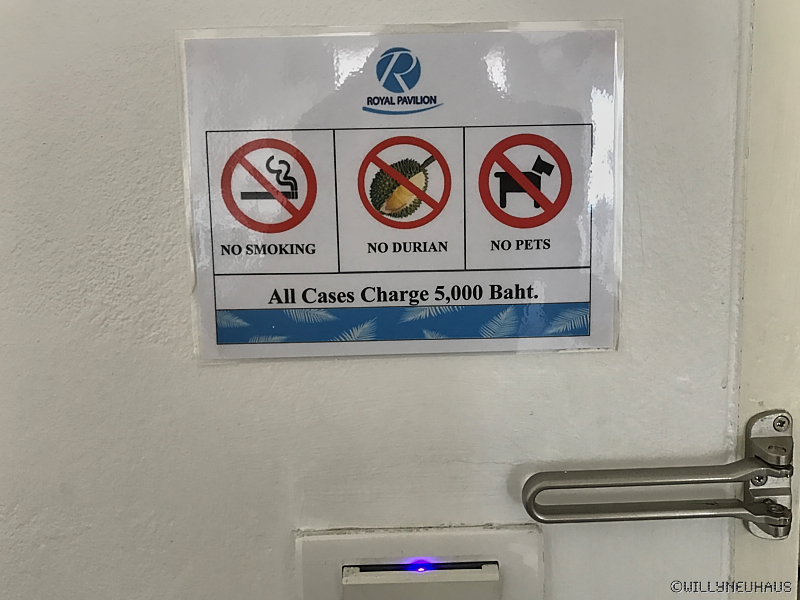 ROYAL PAVILION
NO SMOKING
NO DURIAN
NO PETS
All Cases Charge 5,000 Baht.
©WILLYNEUHAUS